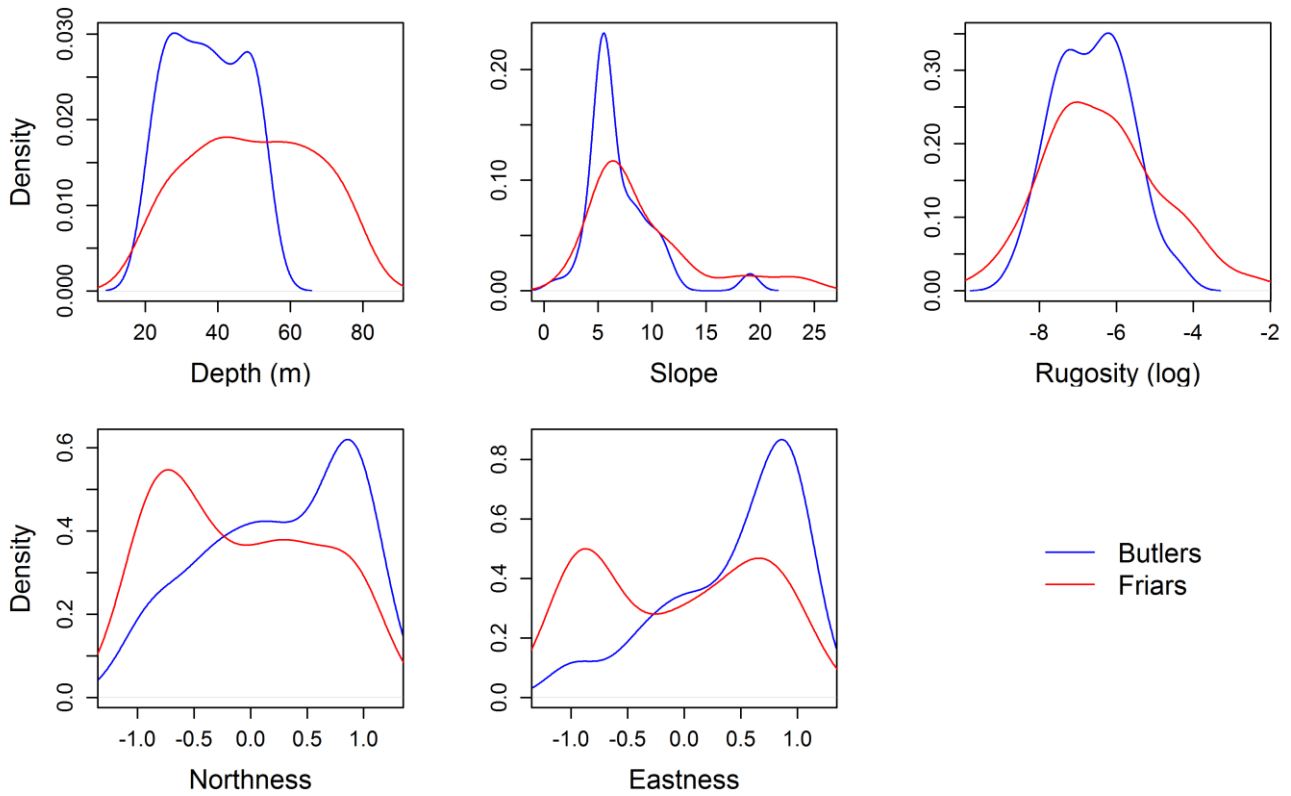 Density
0.000 0.010 0.020 0.030
20 40 60 80
Depth (m)
0.00 0.10 0.20
0 5 10 15 20 25
Slope
0.00 0.10 0.20 0.30
-8 -6 -4 -2
Rugosity (log)
Density
0.0 0.2 0.4 0.6
-1.0 -0.5 0.0 0.5 1.0
Northness
0.0 0.2 0.4 0.6 0.8
-1.0 -0.5 0.0 0.5 1.0
Eastness
Butlers
Friars